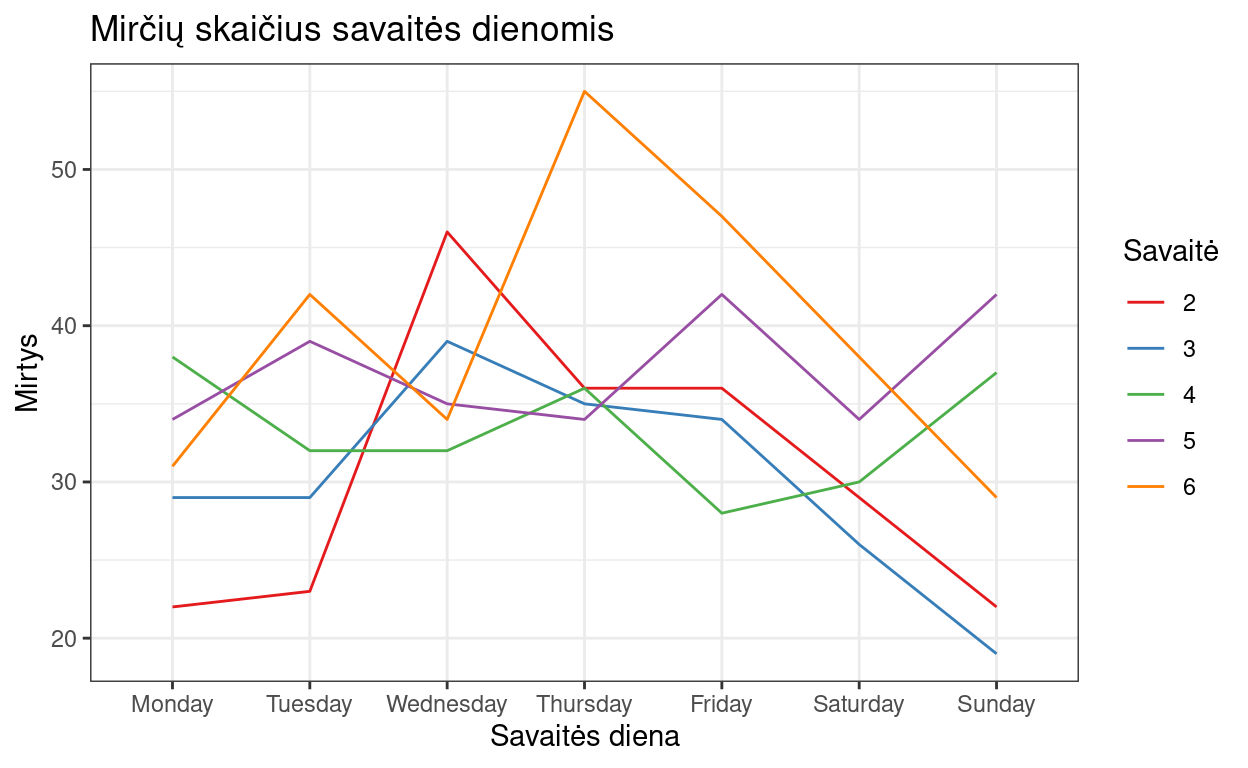 Mirčių skaičius savaitės dienomis
Mirtys
50
40
30
20
Monday Tuesday Wednesday Thursday Friday Saturday Sunday
Savaitės diena
Savaitė
2
3
4
5
6